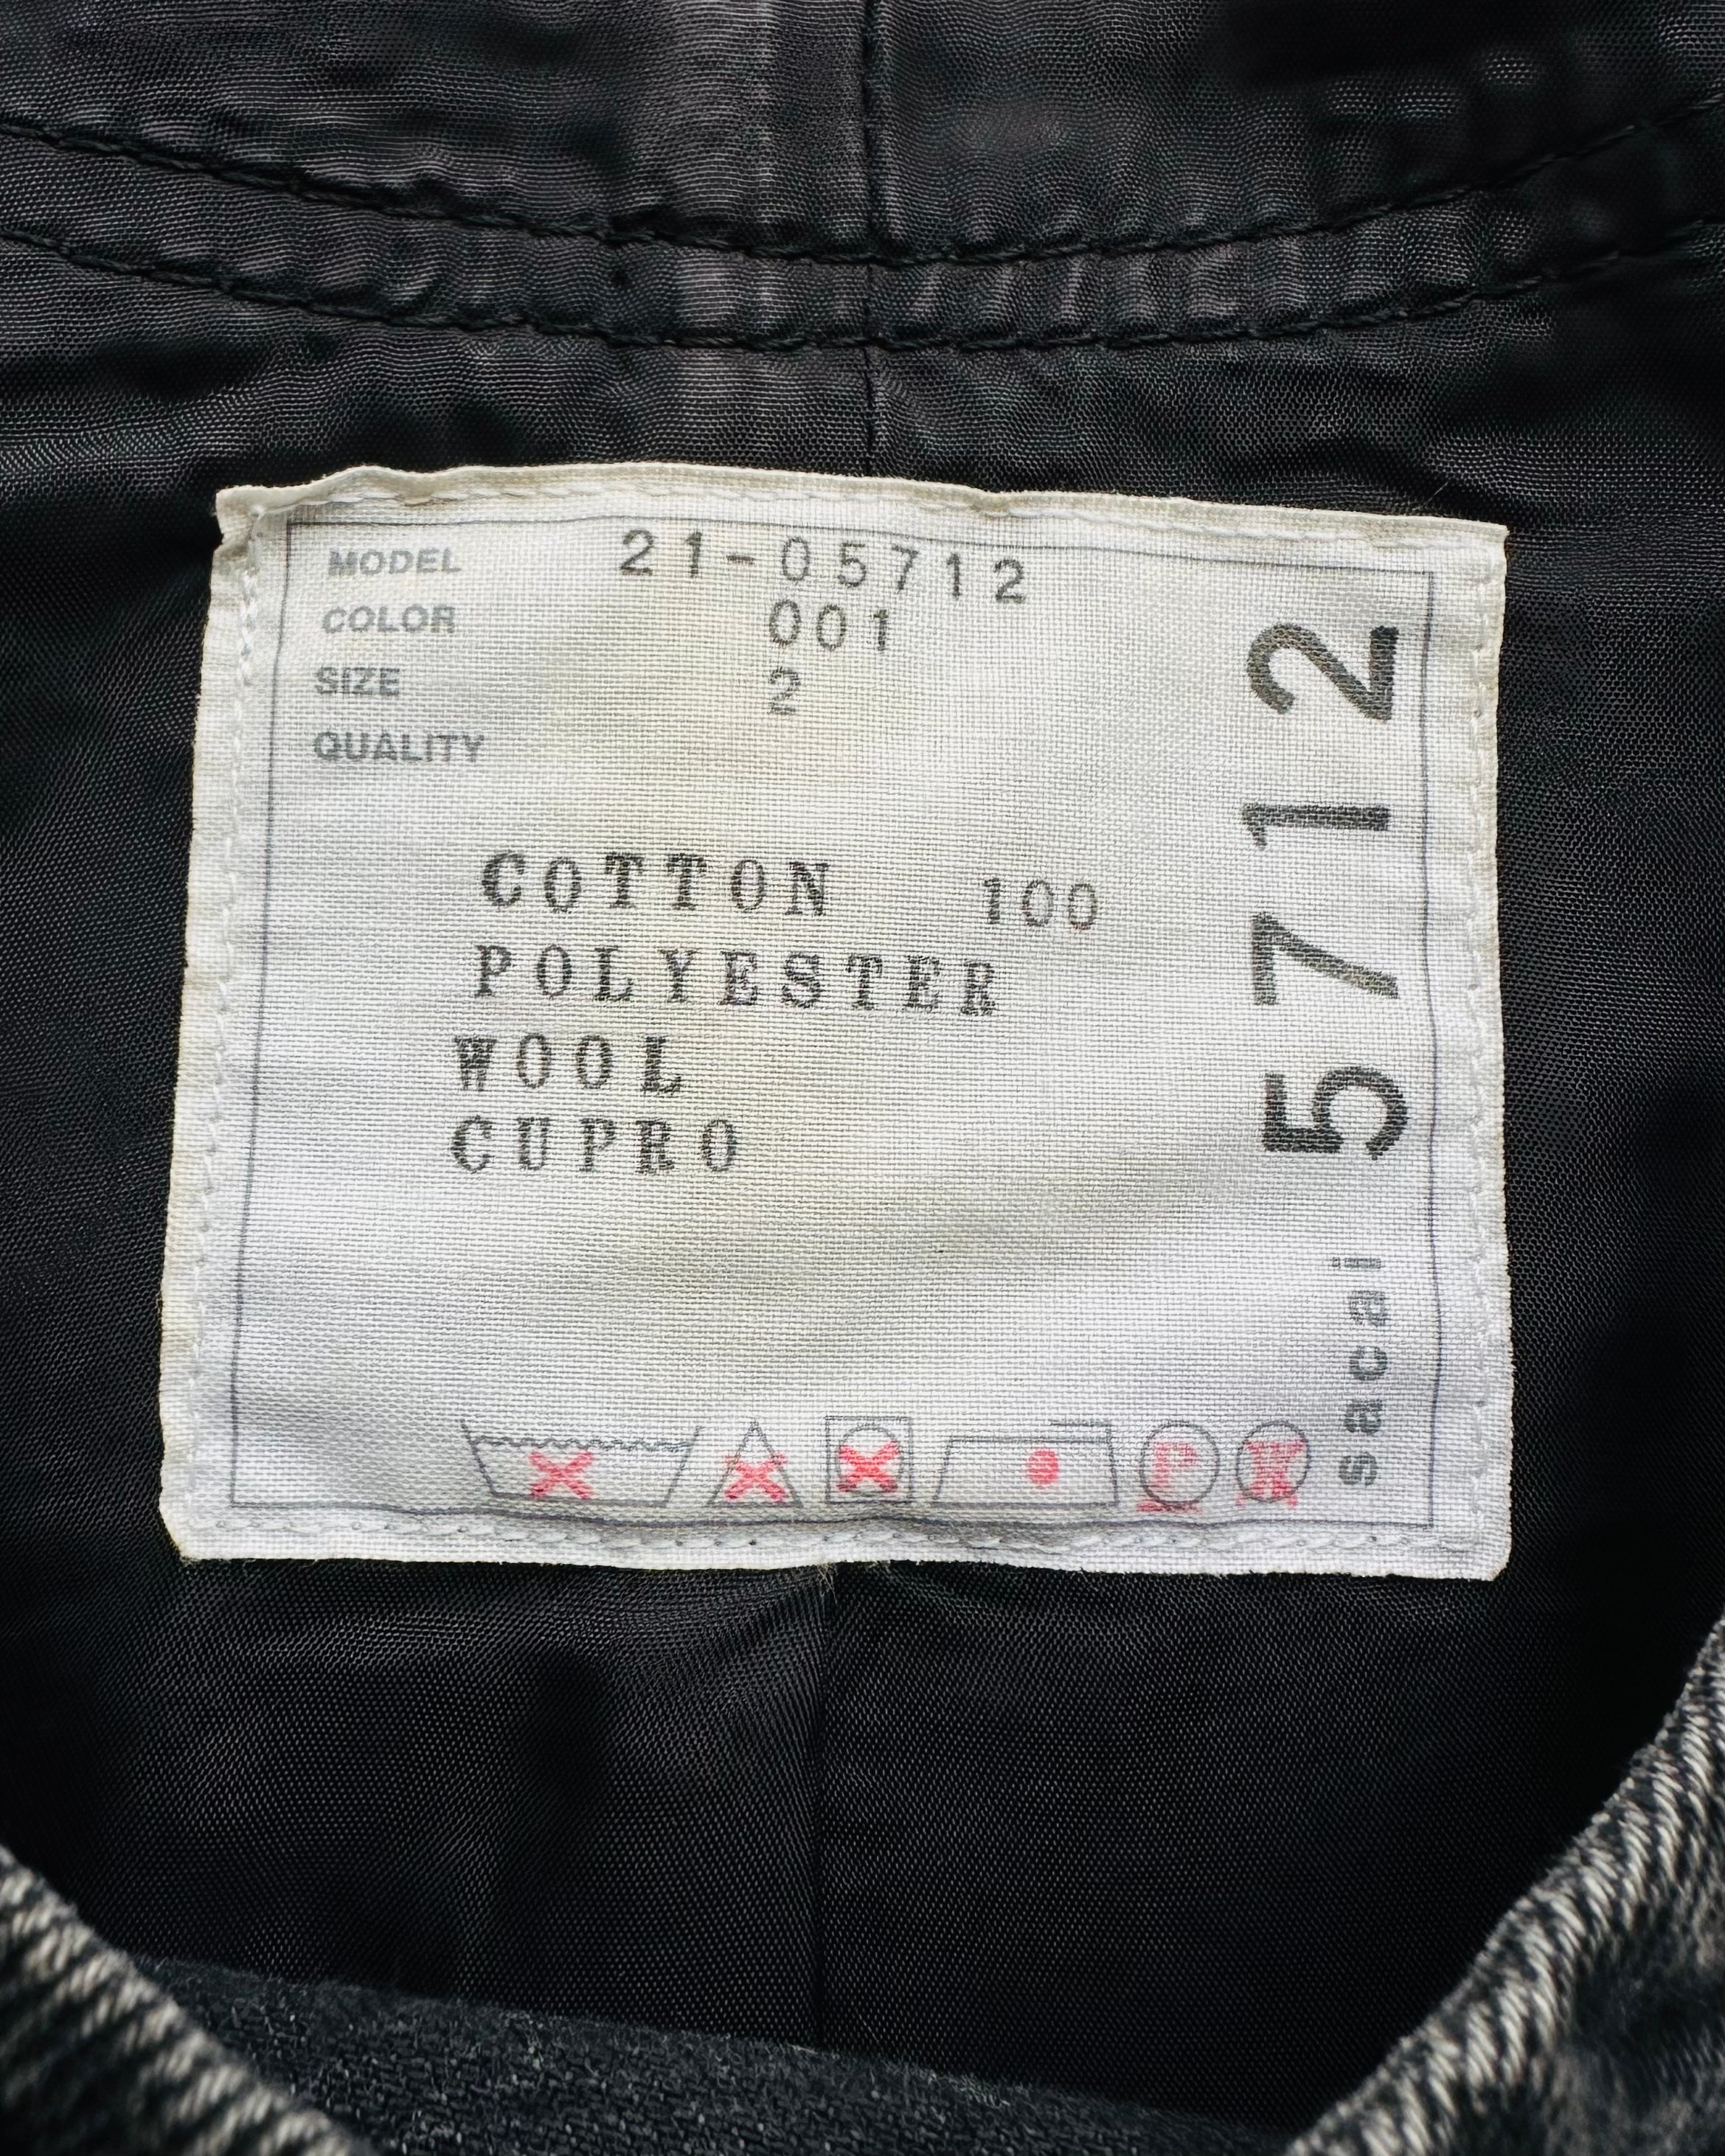 MODEL 21-05712
COLOR 001
SIZE 2
QUALITY
COTTON 100
POLYESTER
WOOL
CUPRO
5712
sacai
P
W